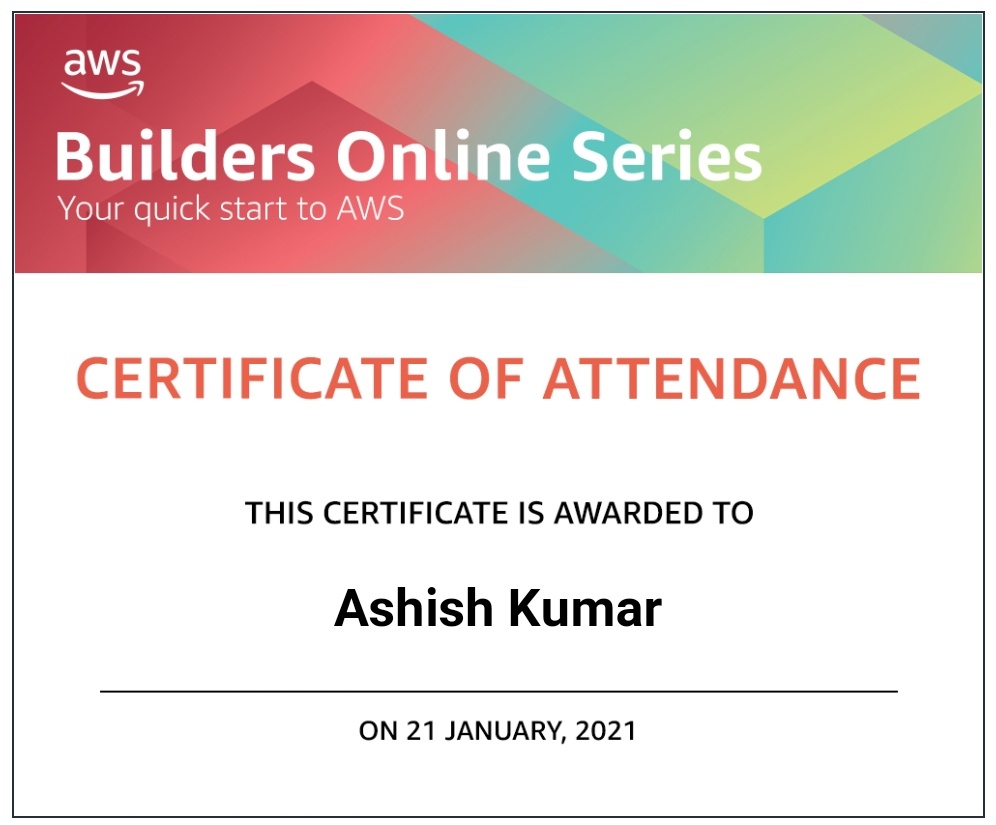 aws
Builders Online Series
Your quick start to AWS
CERTIFICATE OF ATTENDANCE
THIS CERTIFICATE IS AWARDED TO
Ashish Kumar
ON 21 JANUARY, 2021